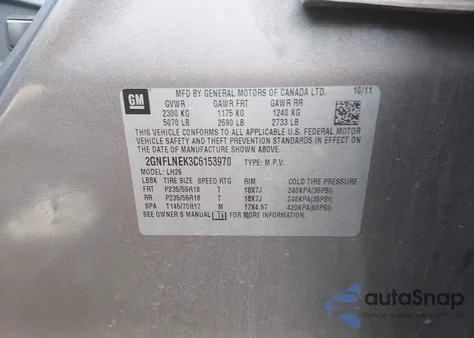 GM
MFD BY GENERAL MOTORS OF CANADA LTD.
10/11
GVWR GAWR FRT GAWR RR
2300 KG 1175 KG 1240 KG
5070 LB 2590 LB 2733 LB
THIS VEHICLE CONFORMS TO ALL APPLICABLE U.S. FEDERAL MOTOR
VEHICLE SAFETY AND THEFT PREVENTION STANDARDS IN EFFECT ON
THE DATE OF MANUFACTURE SHOWN ABOVE.
2GNFLNEK3C6153970 TYPE: M.P.V.
MODEL: LH26
LBBK TIRE SIZE SPEED RTG RIM COLD TIRE PRESSURE
FRT P235/55R18 T 18X7J 240KPA(35PSI)
RR P235/55R18 T 18X7J 240KPA(35PSI)
SPA T145/70R17 M 17X4.5T 420KPA(60PSI)
SEE OWNER'S MANUAL FOR MORE INFORMATION.
autoSnap